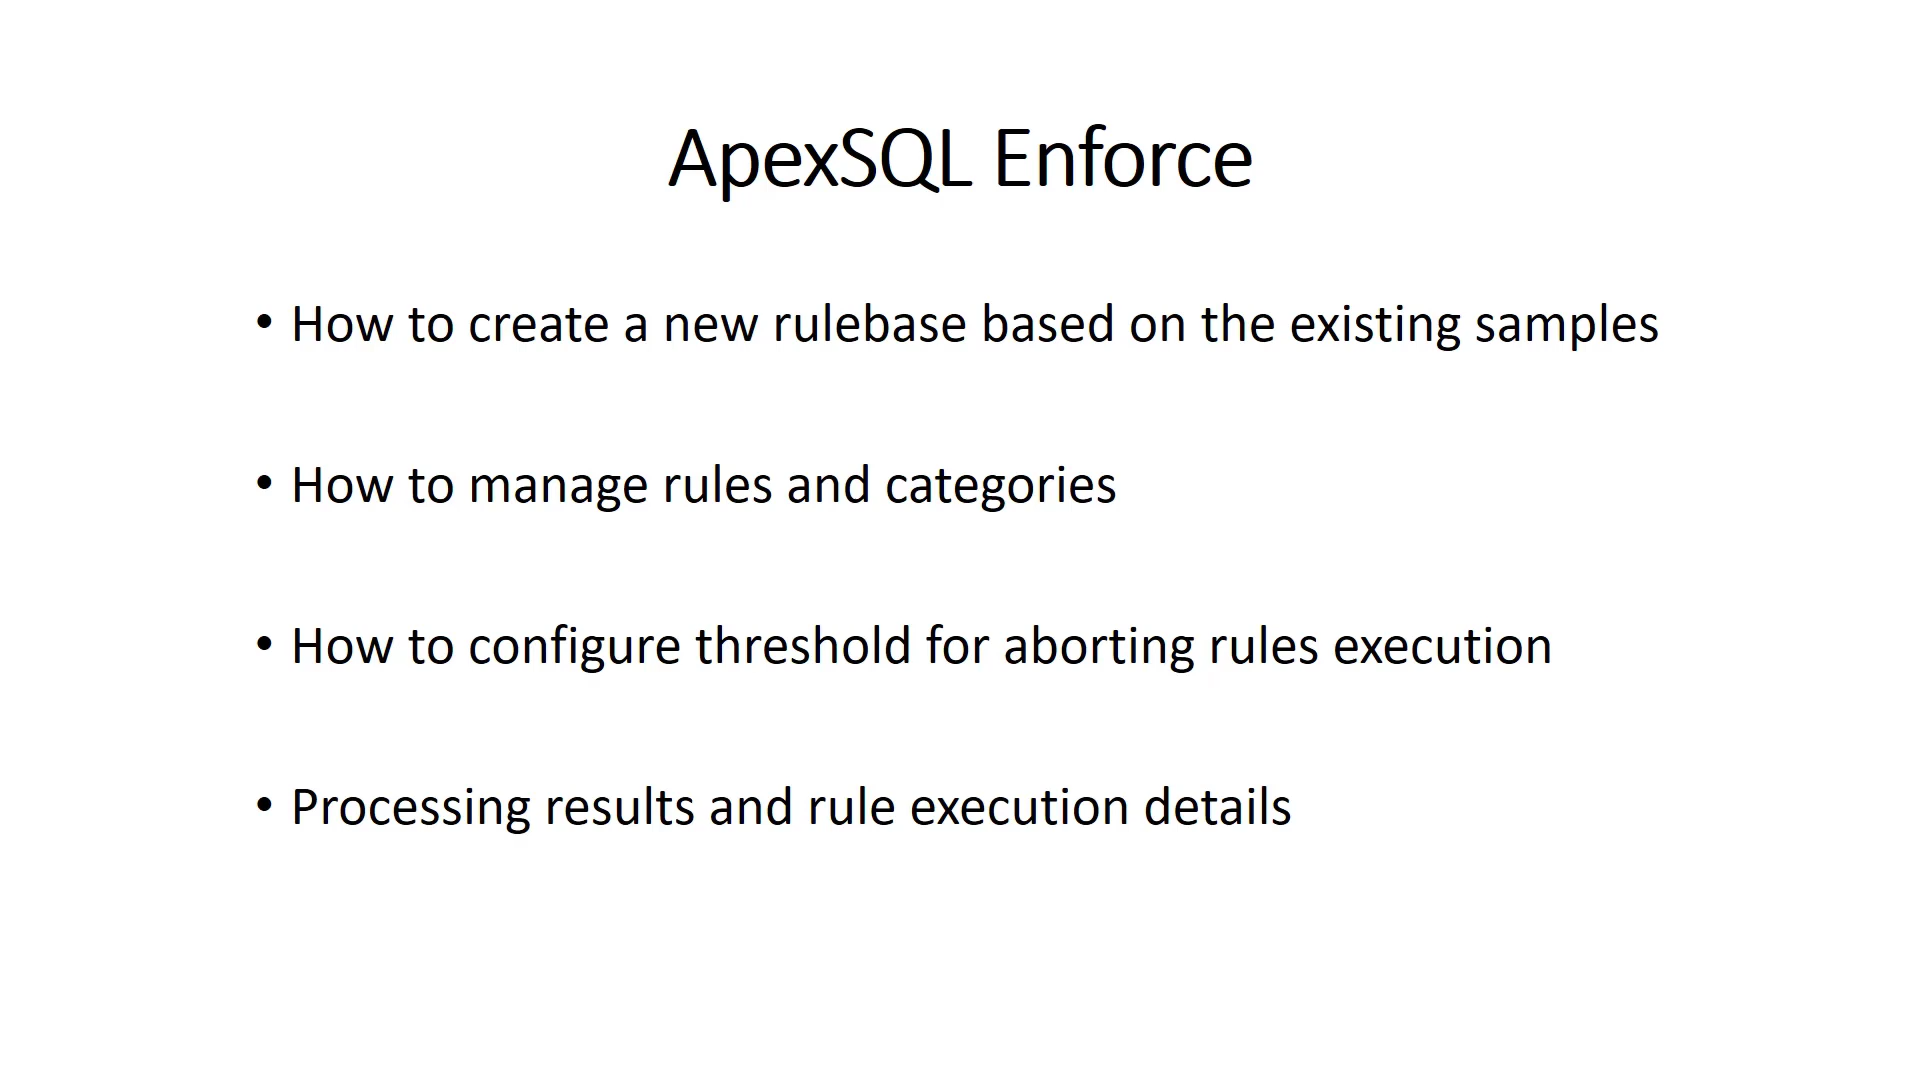 ApexSQL Enforce
• How to create a new rulebase based on the existing samples
• How to manage rules and categories
• How to configure threshold for aborting rules execution
• Processing results and rule execution details